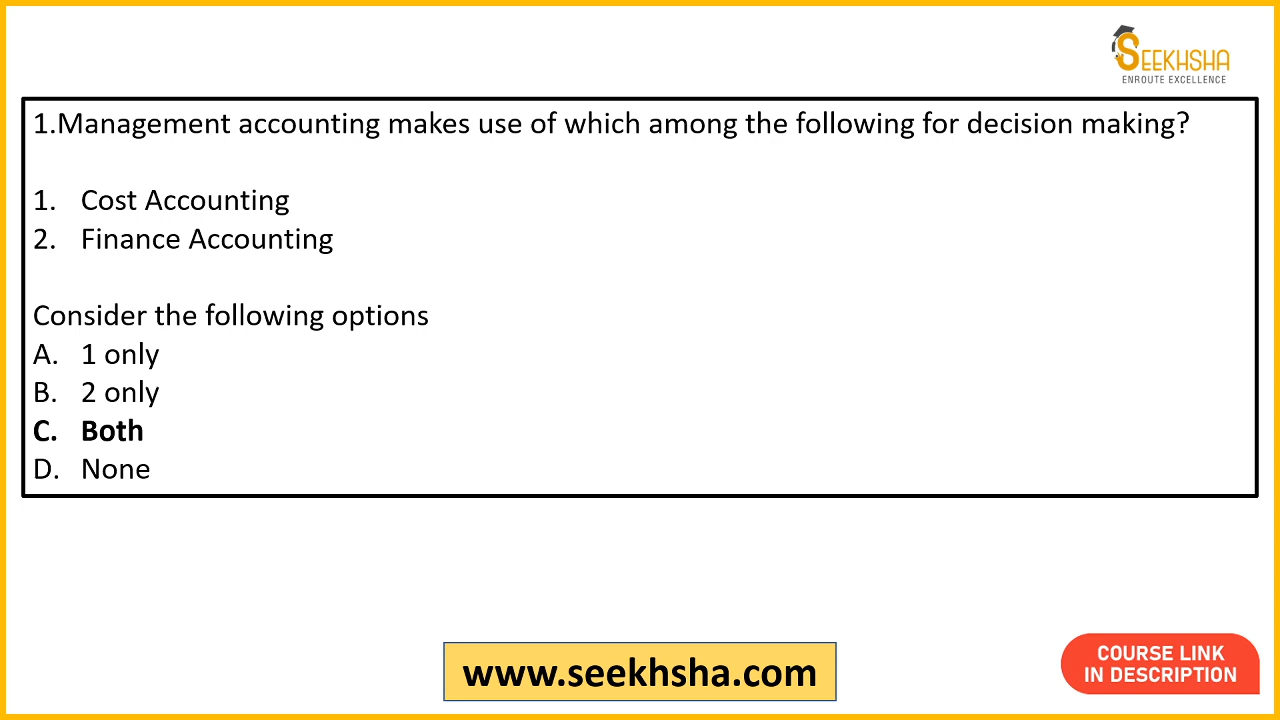 SEEKHSHA
ENROUTE EXCELLENCE
1.Management accounting makes use of which among the following for decision making?
1. Cost Accounting
2. Finance Accounting
Consider the following options
A. 1 only
B. 2 only
C. Both
D. None
www.seekhsha.com
COURSE LINK
IN DESCRIPTION